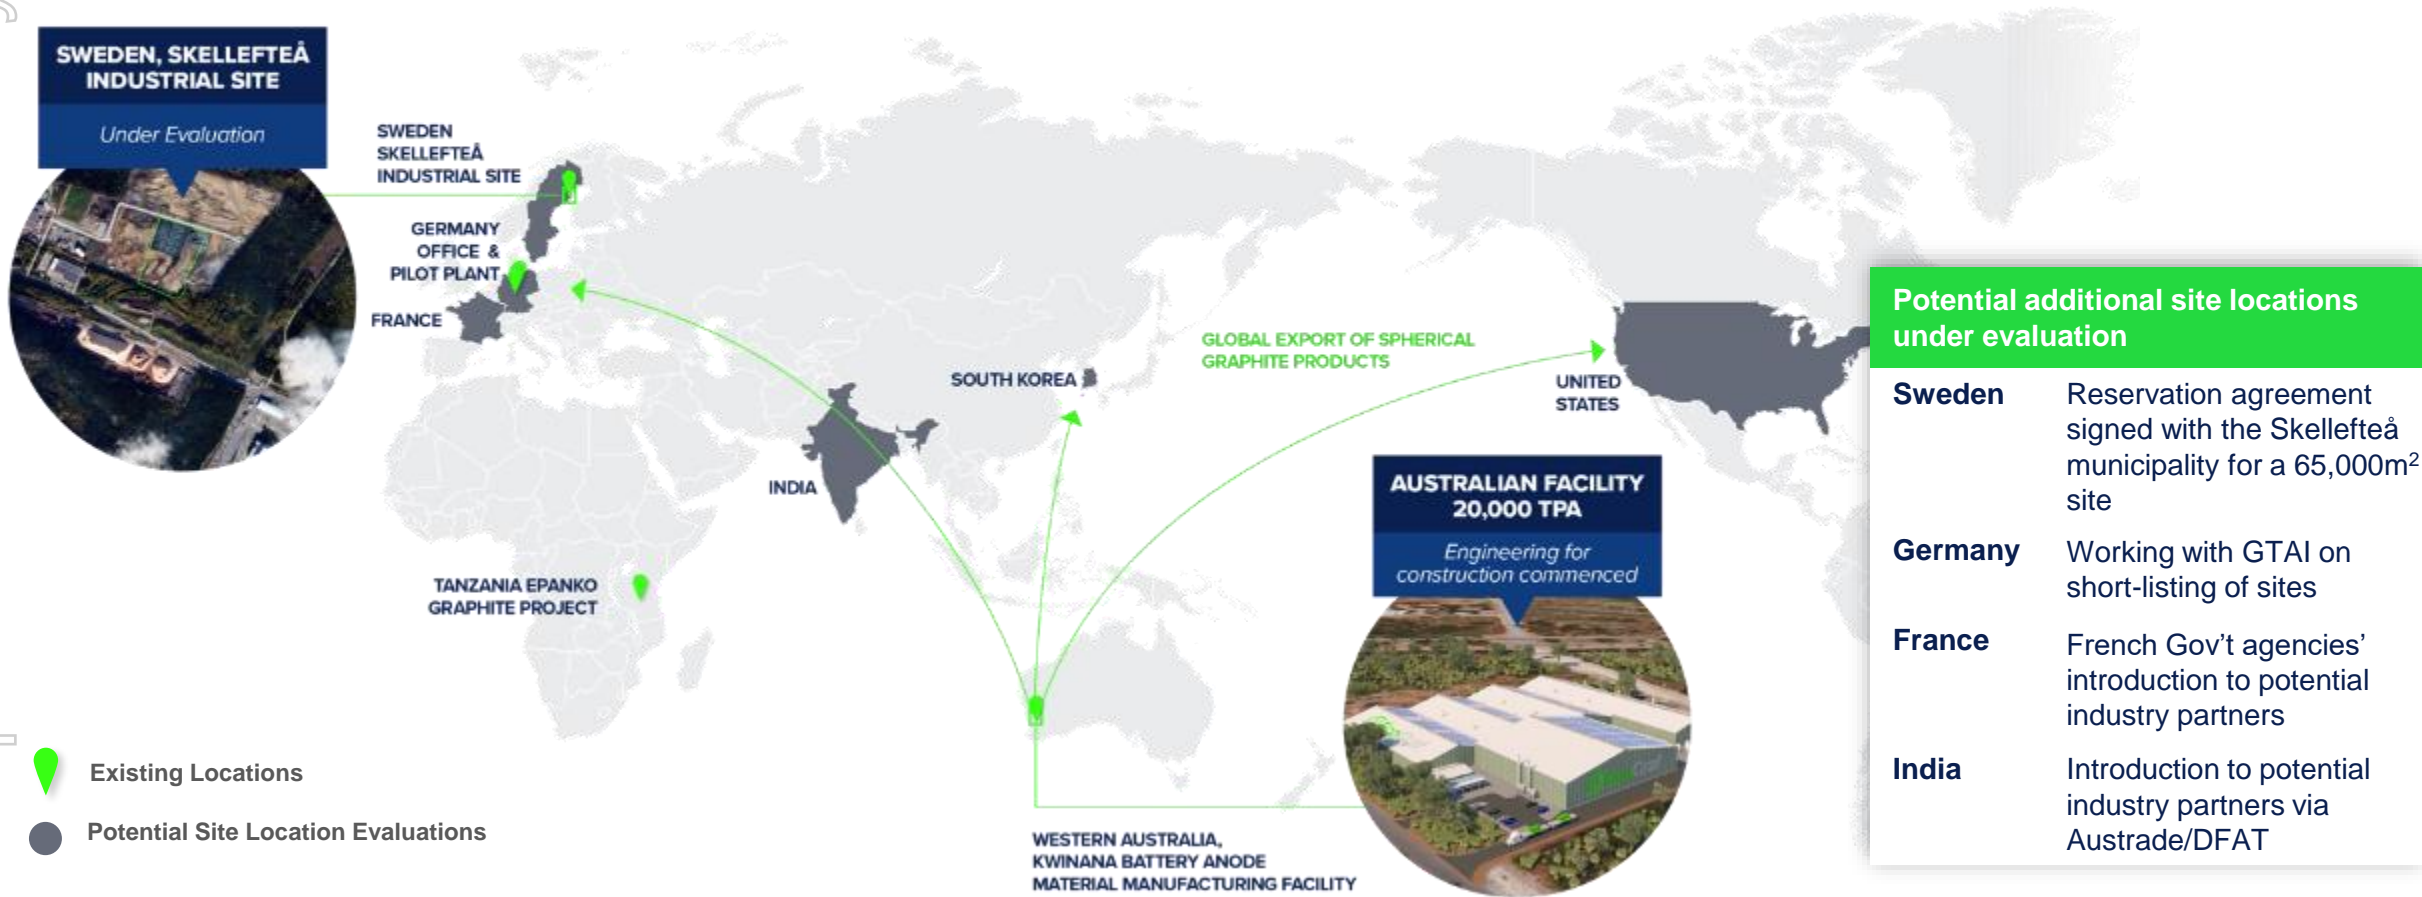 SWEDEN, SKELLEFTEÅ
INDUSTRIAL SITE
Under Evaluation
SWEDEN
SKELLEFTEÅ
INDUSTRIAL SITE
GERMANY
OFFICE &
PILOT PLANT
FRANCE
GLOBAL EXPORT OF SPHERICAL
GRAPHITE PRODUCTS
SOUTH KOREA
UNITED
STATES
INDIA
TANZANIA EPANKO
GRAPHITE PROJECT
AUSTRALIAN FACILITY
20,000 TPA
Engineering for
construction commenced
WESTERN AUSTRALIA,
KWINANA BATTERY ANODE
MATERIAL MANUFACTURING FACILITY
Existing Locations
Potential Site Location Evaluations
Potential additional site locations
under evaluation
Sweden Reservation agreement
signed with the Skellefteå
municipality for a 65,000m²
site
Germany Working with GTAI on
short-listing of sites
France French Gov't agencies'
introduction to potential
industry partners
India Introduction to potential
industry partners via
Austrade/DFAT